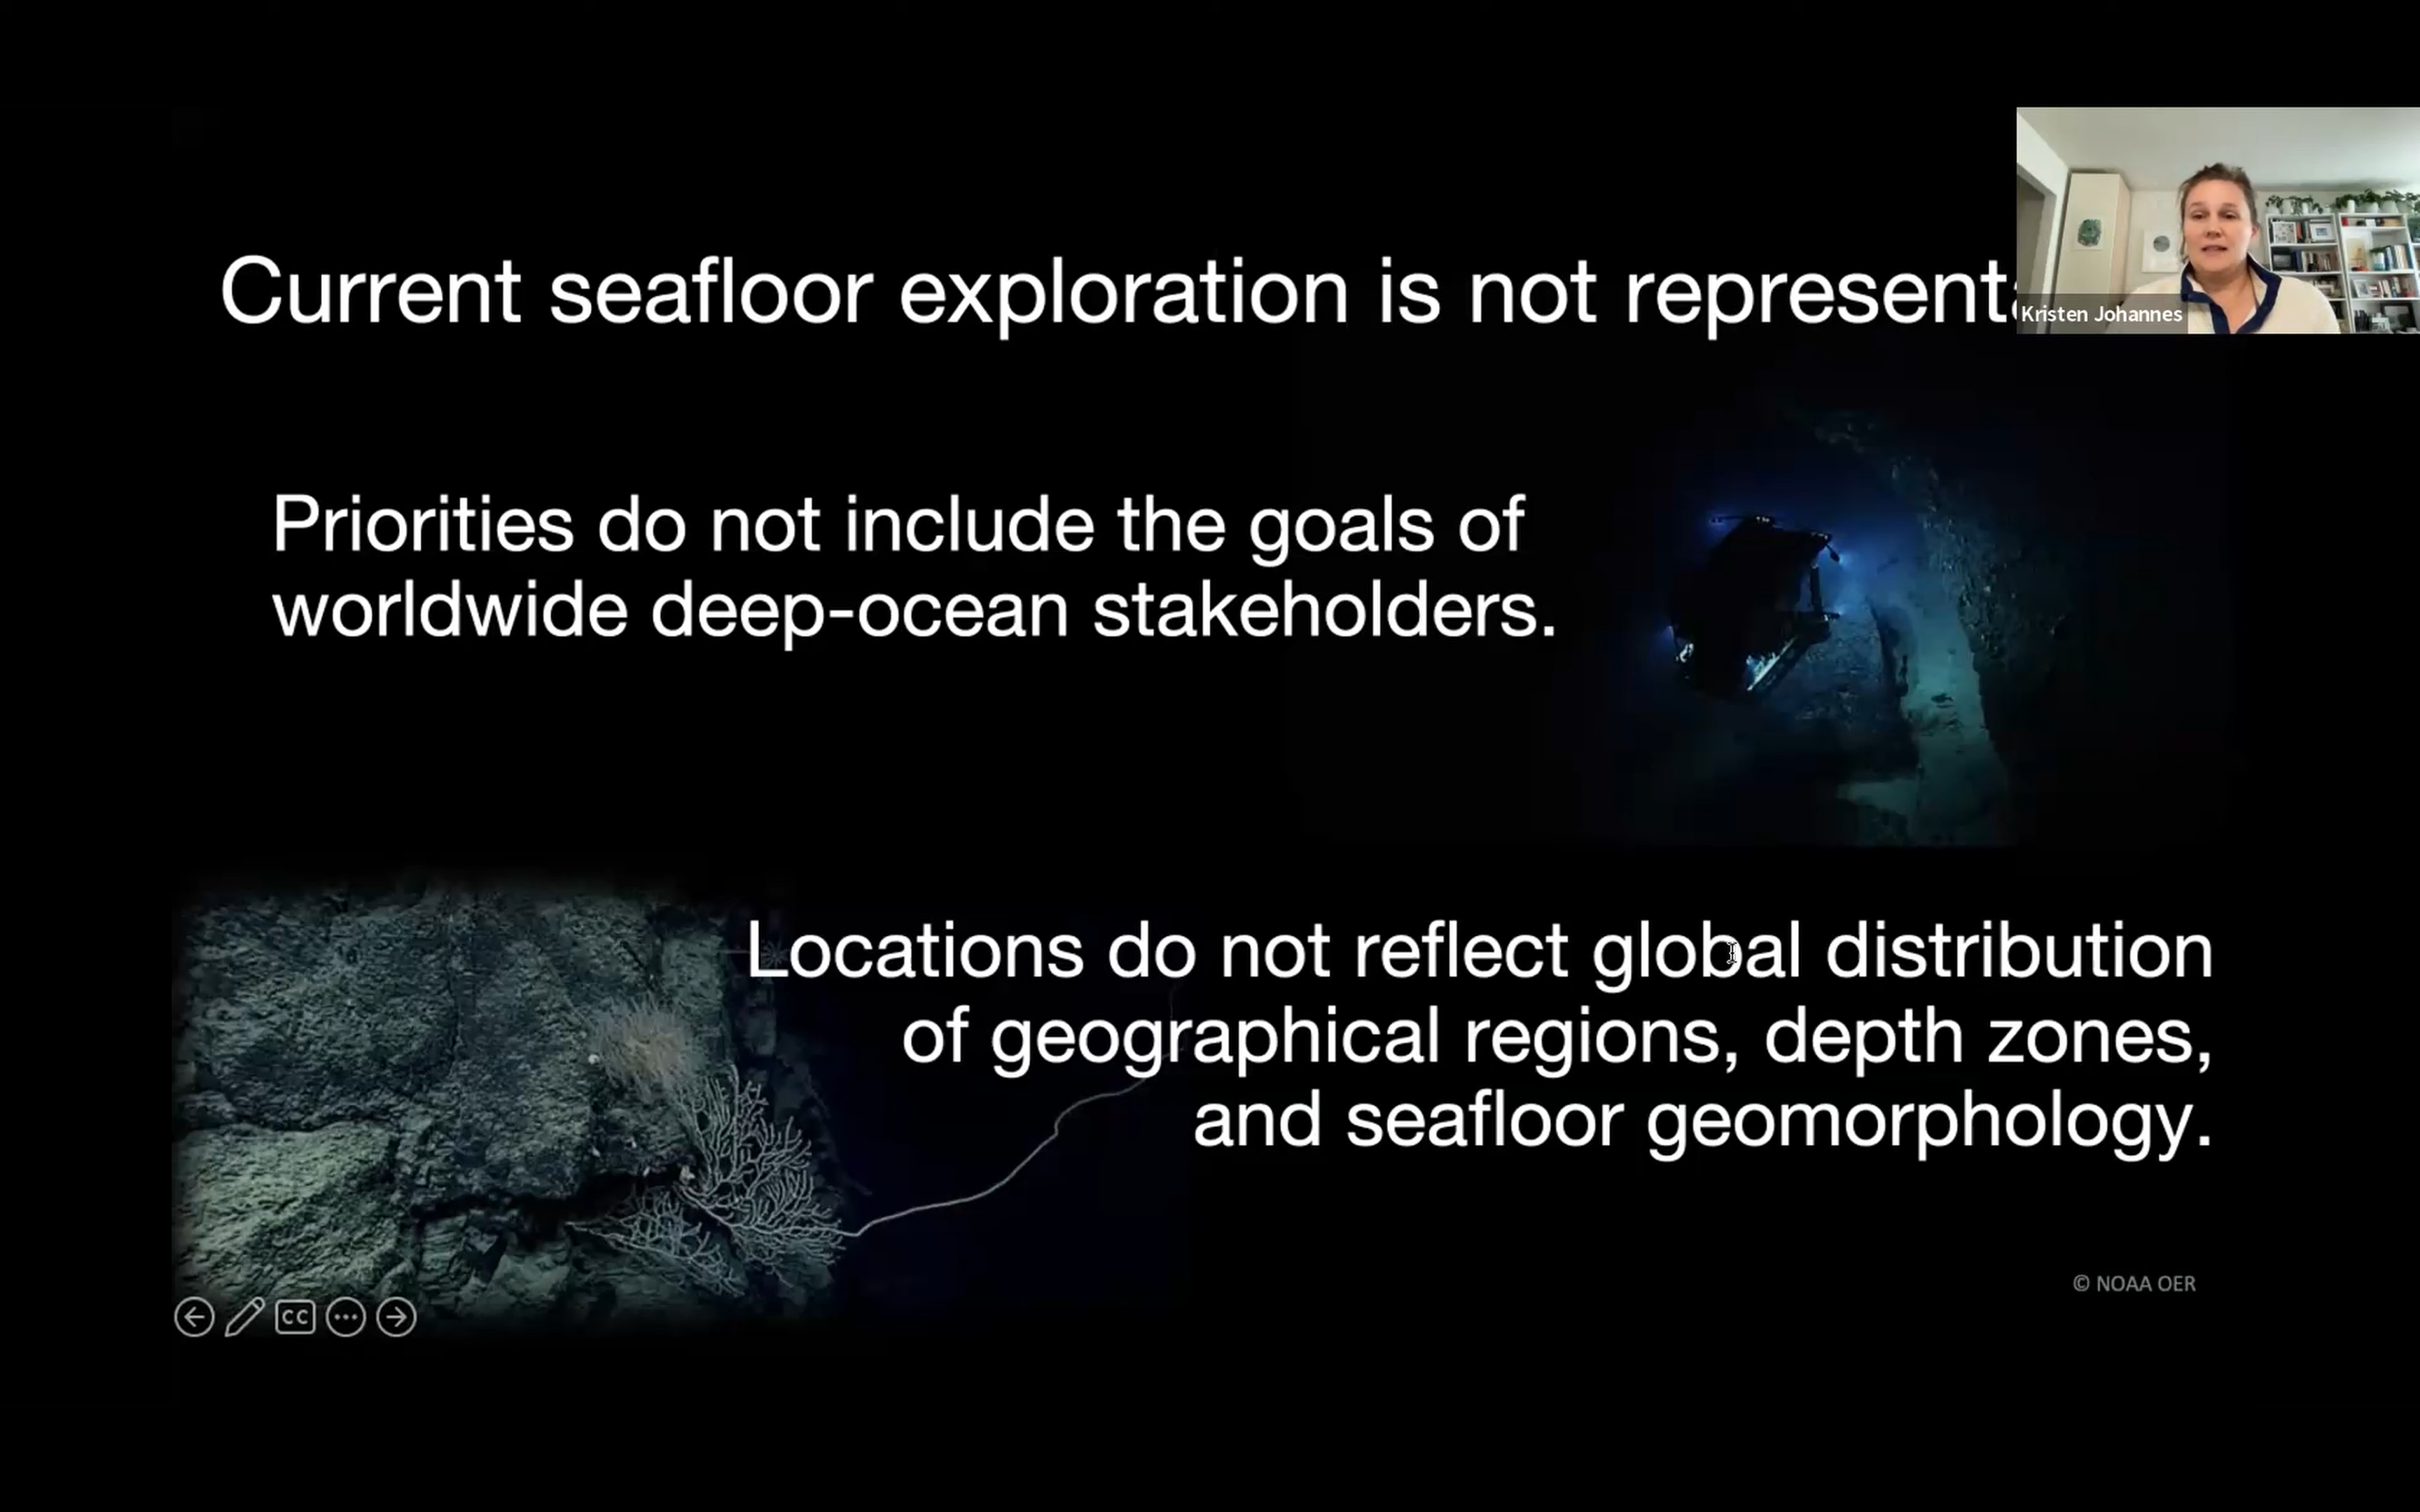 Current seafloor exploration is not
Kristen Johannes
Priorities do not include the goals of
worldwide deep-ocean stakeholders.
Locations do not reflect global distribution
of geographical regions, depth zones,
and seafloor geomorphology.
© NOAA OER
CC